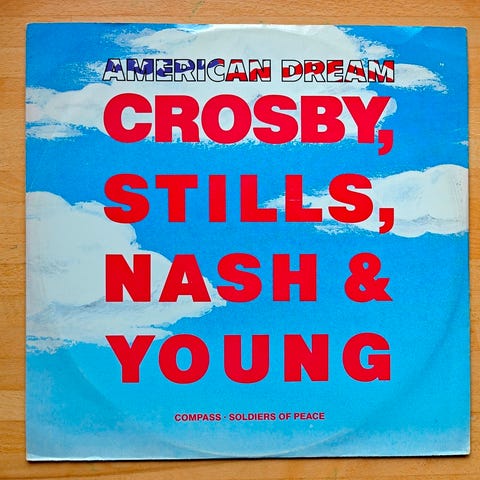 AMERICAN DREAM
CROSBY,
STILLS,
NASH &
YOUNG
COMPASS · SOLDIERS OF PEACE